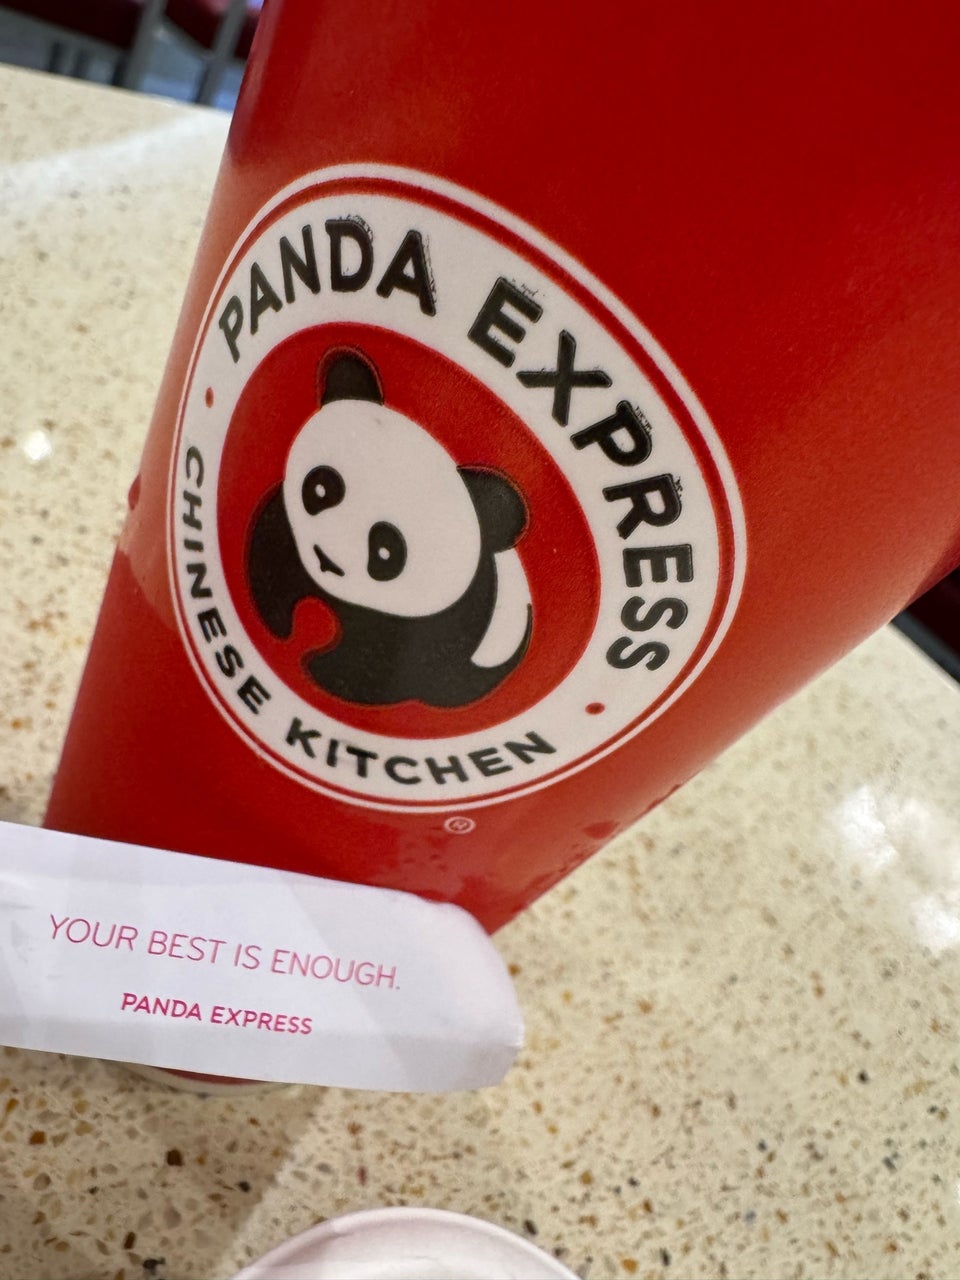 PANDA EXPRESS
CHINESE KITCHEN
®
YOUR BEST IS ENOUGH.
PANDA EXPRESS